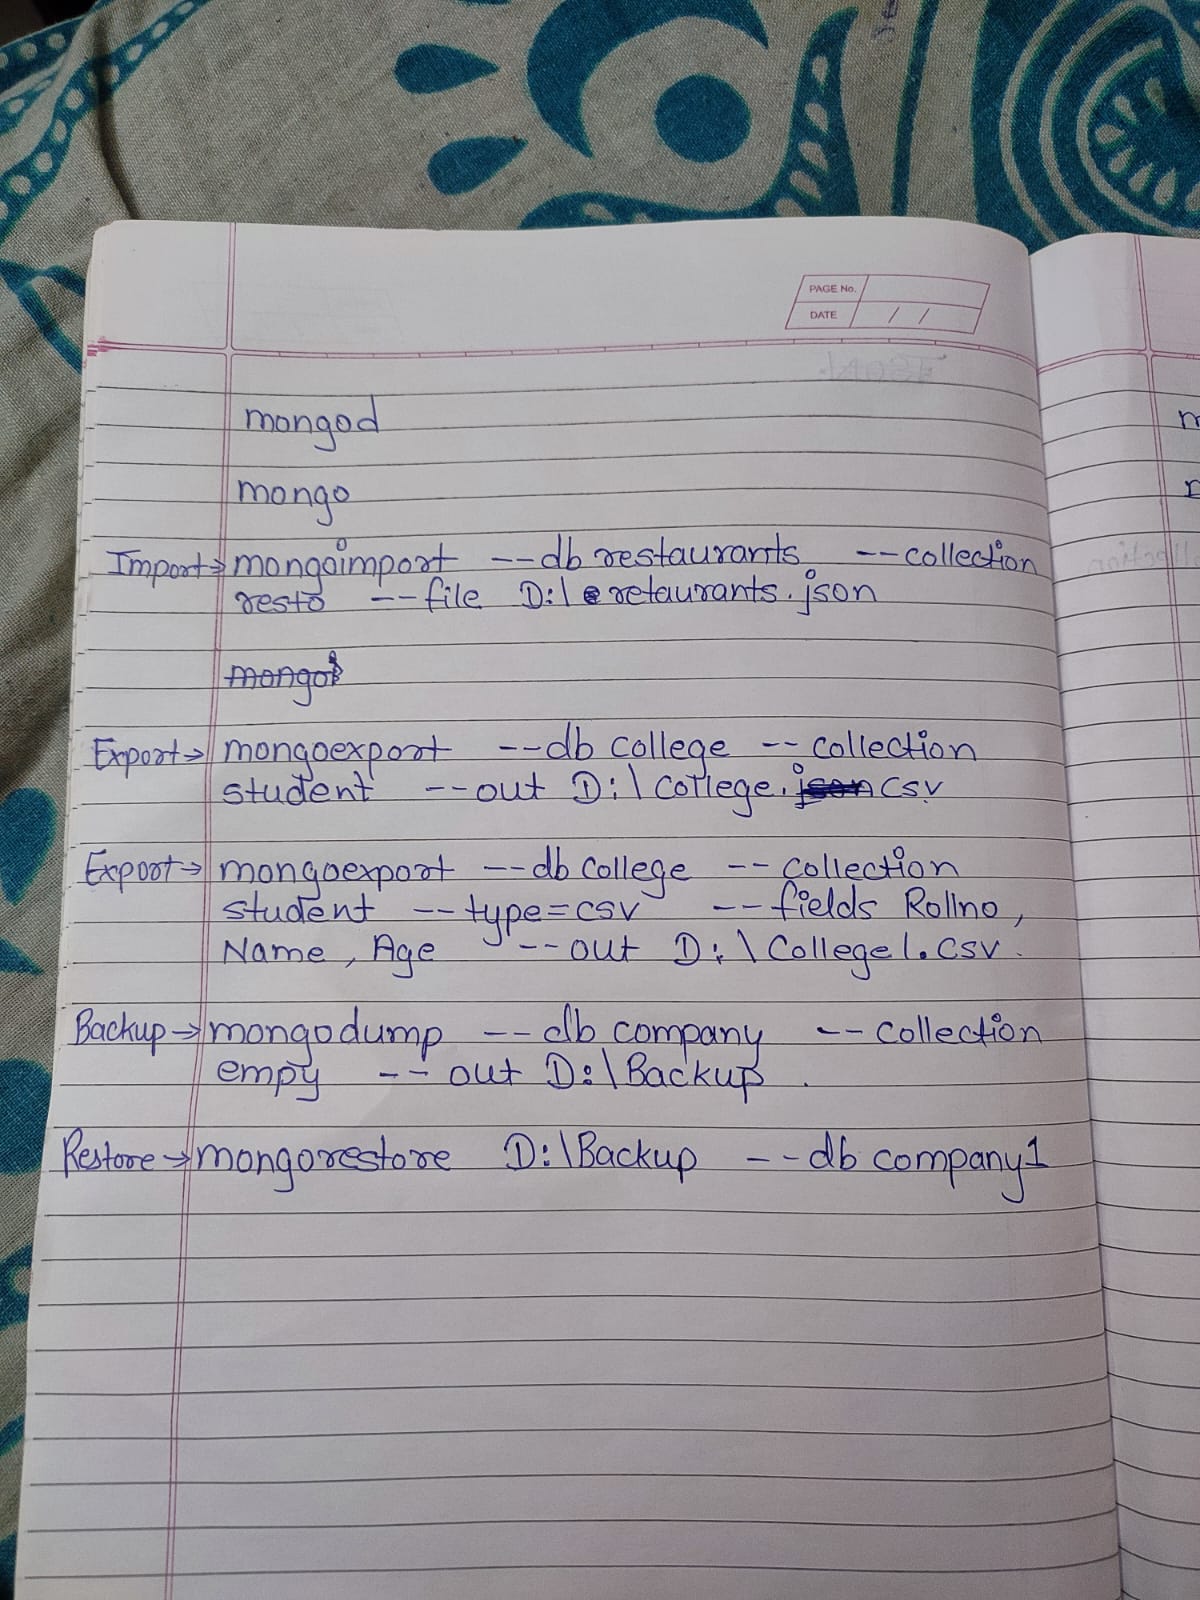 PAGE No.
DATE / /
mongod
mongo
Import→ mongoimport --db restaurants --collection
resto --file D:\ retaurants.json
mongo
Export→ mongoexport --db college -- collection
student --out D:\ college.json csv
Export→ mongoexport --db college -- collection
student --type=csv --fields Rollno,
Name, Age --out D:\College1.csv.
Backup→ mongodump --db company -- collection
empy -- out D:\Backup.
Restore→ mongorestore D:\Backup --db company1